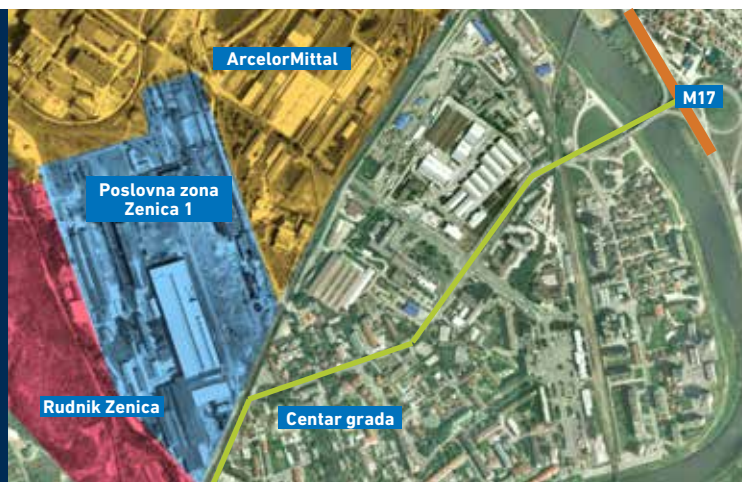 ArcelorMittal
M17
Poslovna zona
Zenica 1
Rudnik Zenica
Centar grada